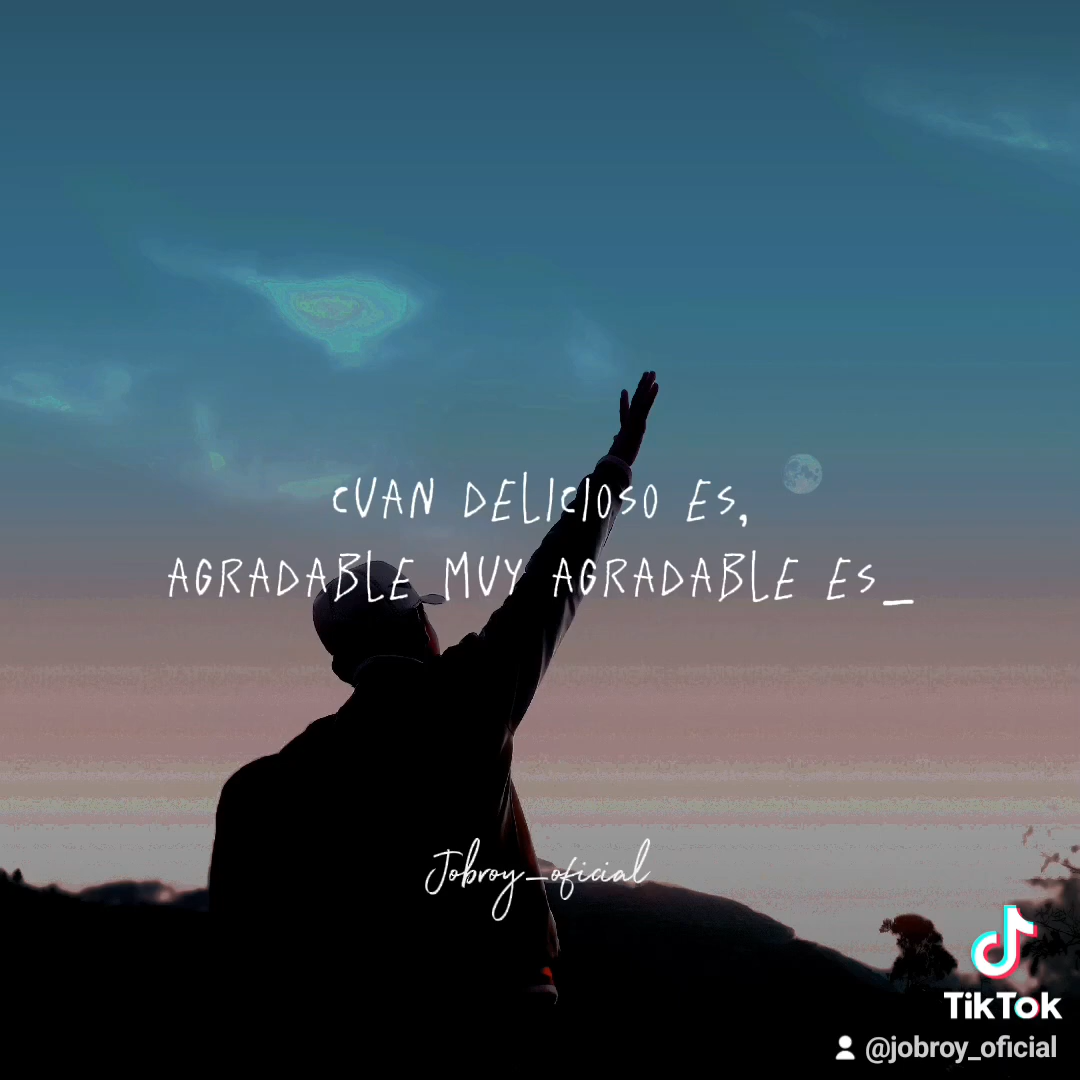 cUAN DELIcIOSO Es,
AGRADABLE MUY AGRADABLE Es_
Jobroy_oficial
TikTok
@jobroy_oficial